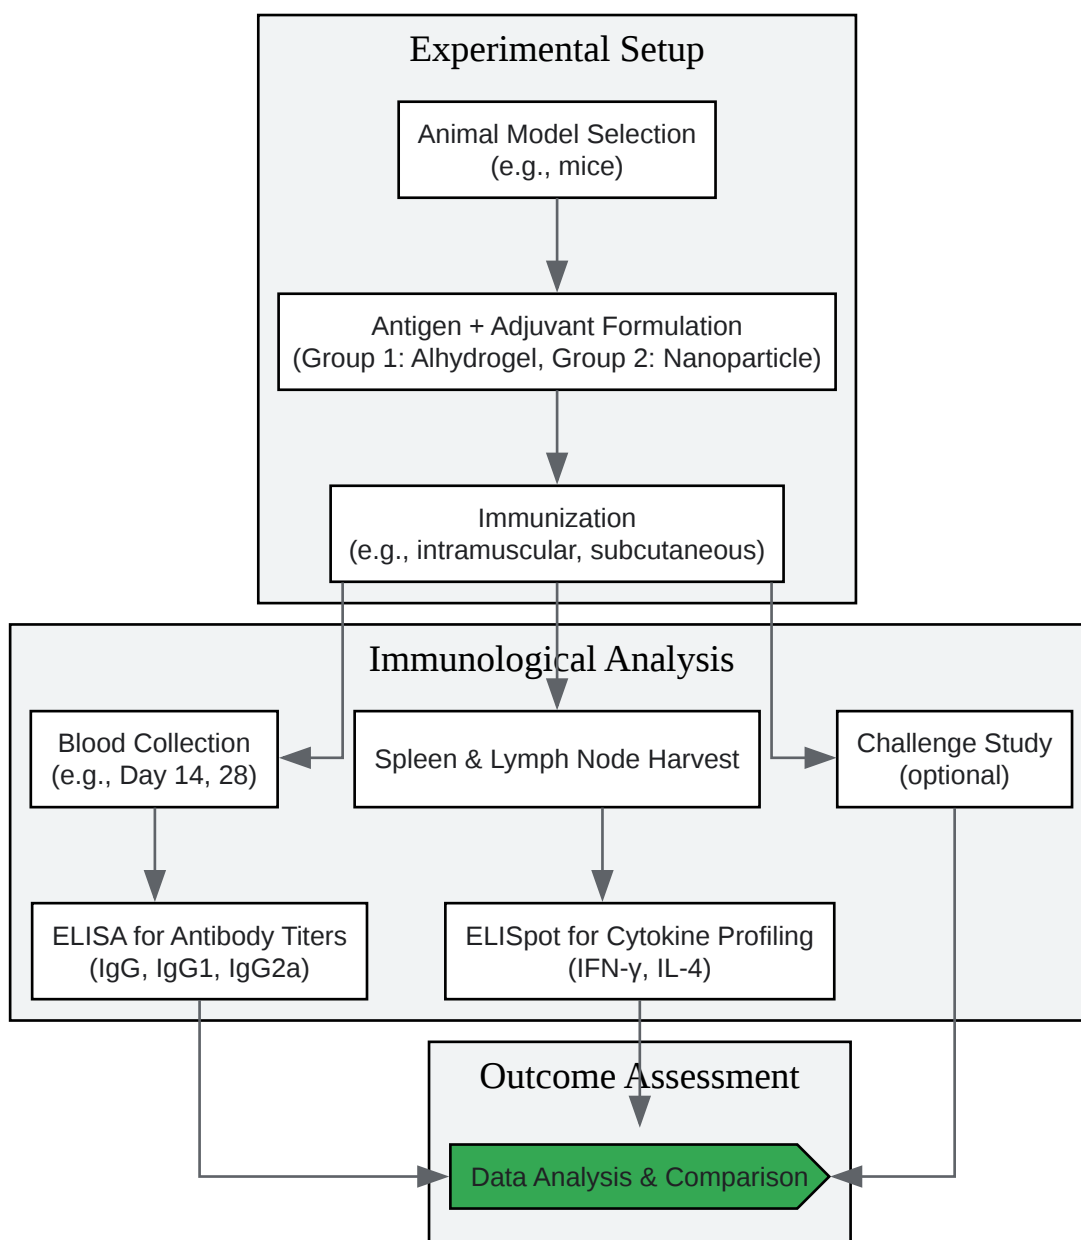 Experimental Setup
Animal Model Selection
(e.g., mice)
Antigen + Adjuvant Formulation
(Group 1: Alhydrogel, Group 2: Nanoparticle)
Immunization
(e.g., intramuscular, subcutaneous)
Immunological Analysis
Blood Collection
(e.g., Day 14, 28)
Spleen & Lymph Node Harvest
Challenge Study
(optional)
ELISA for Antibody Titers
(IgG, IgG1, IgG2a)
ELISpot for Cytokine Profiling
(IFN-γ, IL-4)
Outcome Assessment
Data Analysis & Comparison